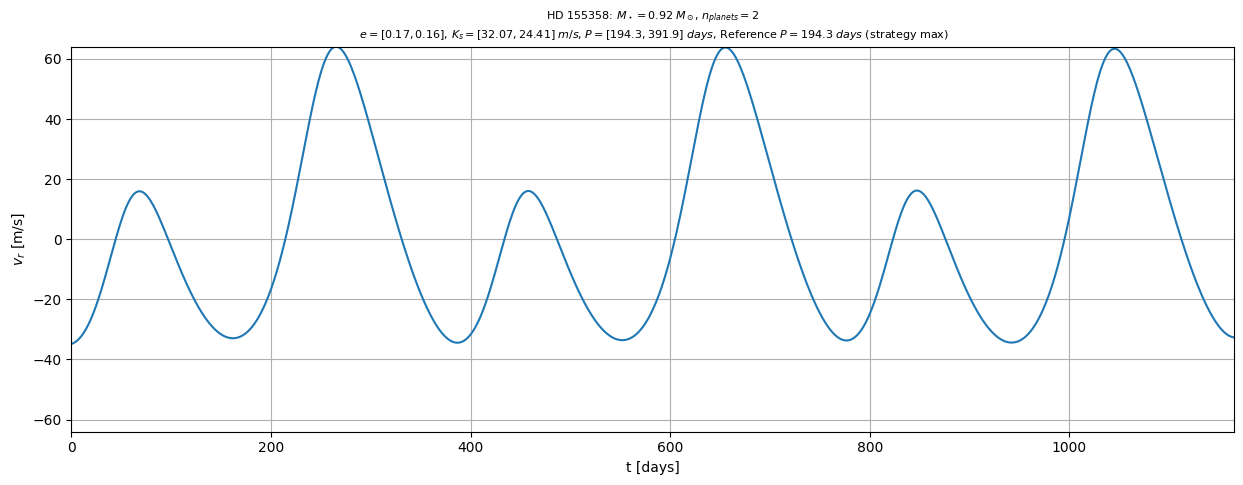 HD 155358: M⋆ = 0.92 M⊙, nplanets = 2
e = [0.17, 0.16], Ks = [32.07, 24.41] m/s, P = [194.3, 391.9] days, Reference P = 194.3 days (strategy max)
60
40
20
0
−20
−40
−60
vr [m/s]
0 200 400 600 800 1000
t [days]